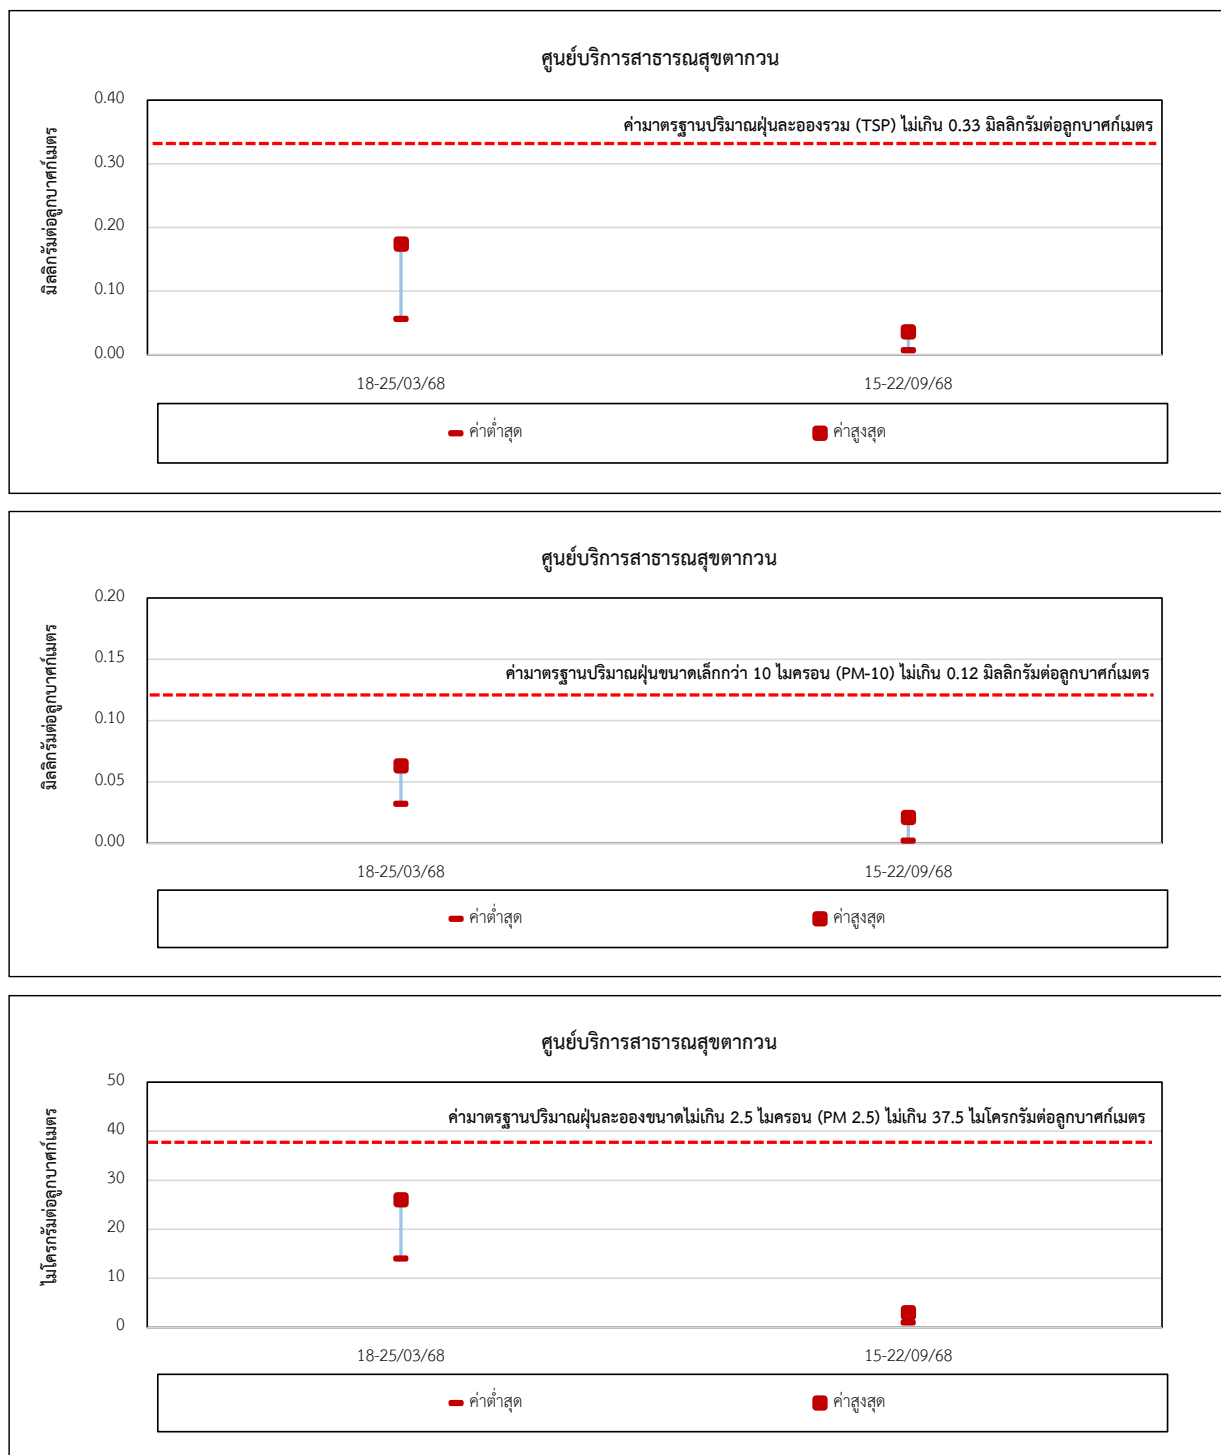 ศูนย์บริการสาธารณสุขตากวน
มิลลิกรัมต่อลูกบาศก์เมตร
0.40
ค่ามาตรฐานปริมาณฝุ่นละอองรวม (TSP) ไม่เกิน 0.33 มิลลิกรัมต่อลูกบาศก์เมตร
0.30
0.20
0.10
0.00
18-25/03/68 15-22/09/68
ค่าต่ำสุด ค่าสูงสุด
ศูนย์บริการสาธารณสุขตากวน
มิลลิกรัมต่อลูกบาศก์เมตร
0.20
0.15
ค่ามาตรฐานปริมาณฝุ่นขนาดเล็กกว่า 10 ไมครอน (PM-10) ไม่เกิน 0.12 มิลลิกรัมต่อลูกบาศก์เมตร
0.10
0.05
0.00
18-25/03/68 15-22/09/68
ค่าต่ำสุด ค่าสูงสุด
ศูนย์บริการสาธารณสุขตากวน
ไมโครกรัมต่อลูกบาศก์เมตร
50
ค่ามาตรฐานปริมาณฝุ่นละอองขนาดไม่เกิน 2.5 ไมครอน (PM 2.5) ไม่เกิน 37.5 ไมโครกรัมต่อลูกบาศก์เมตร
40
30
20
10
0
18-25/03/68 15-22/09/68
ค่าต่ำสุด ค่าสูงสุด